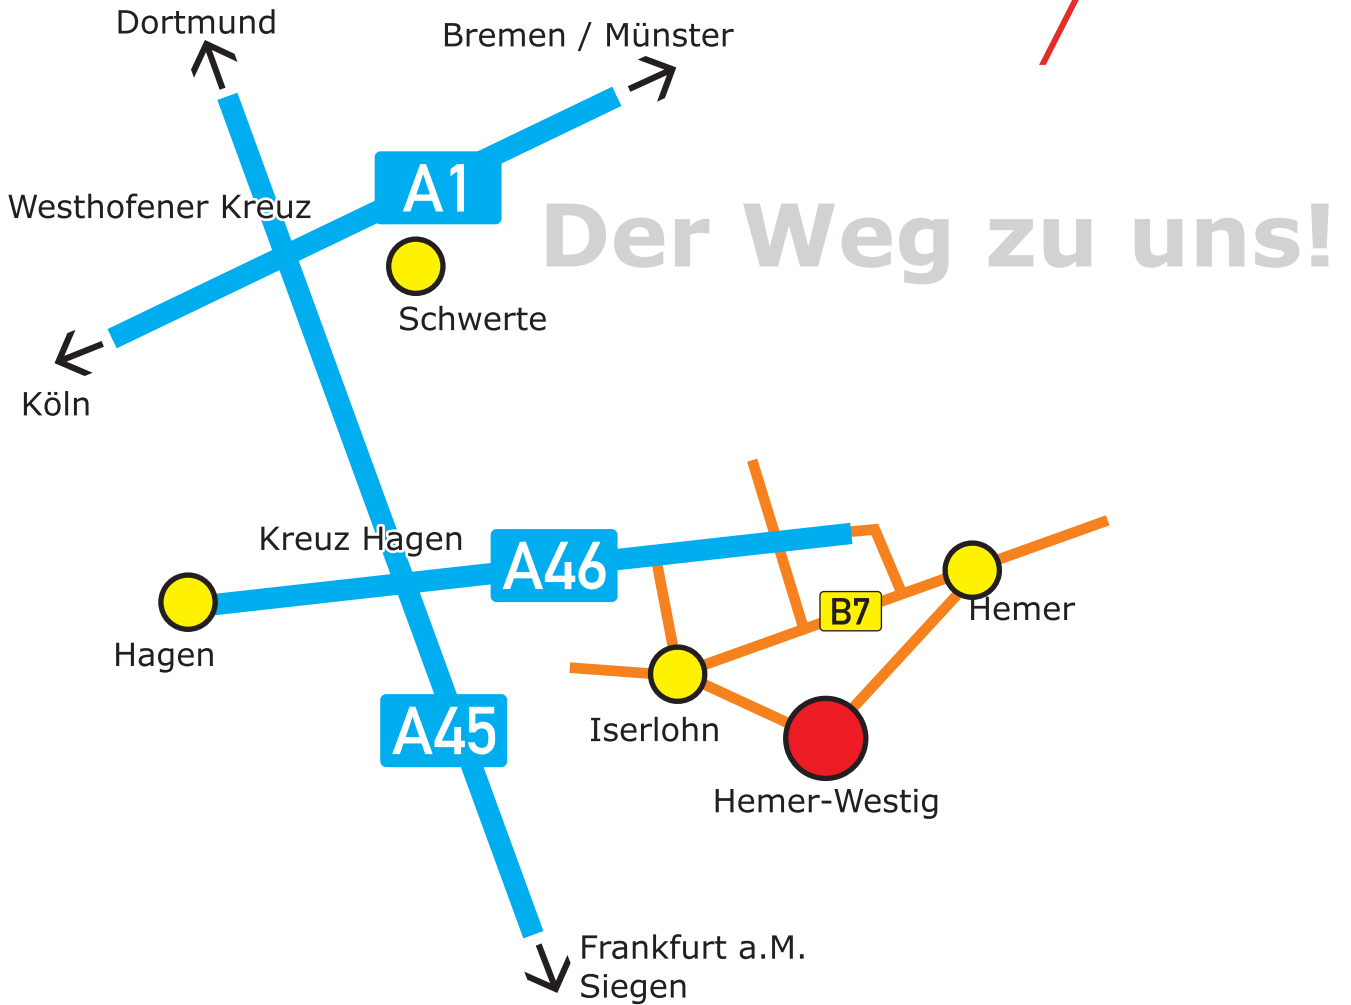 Dortmund
Bremen / Münster
A1
Westhofener Kreuz
Der Weg zu uns!
Schwerte
Köln
Kreuz Hagen
A46
B7
Hemer
Hagen
Iserlohn
A45
Hemer-Westig
Frankfurt a.M.
Siegen